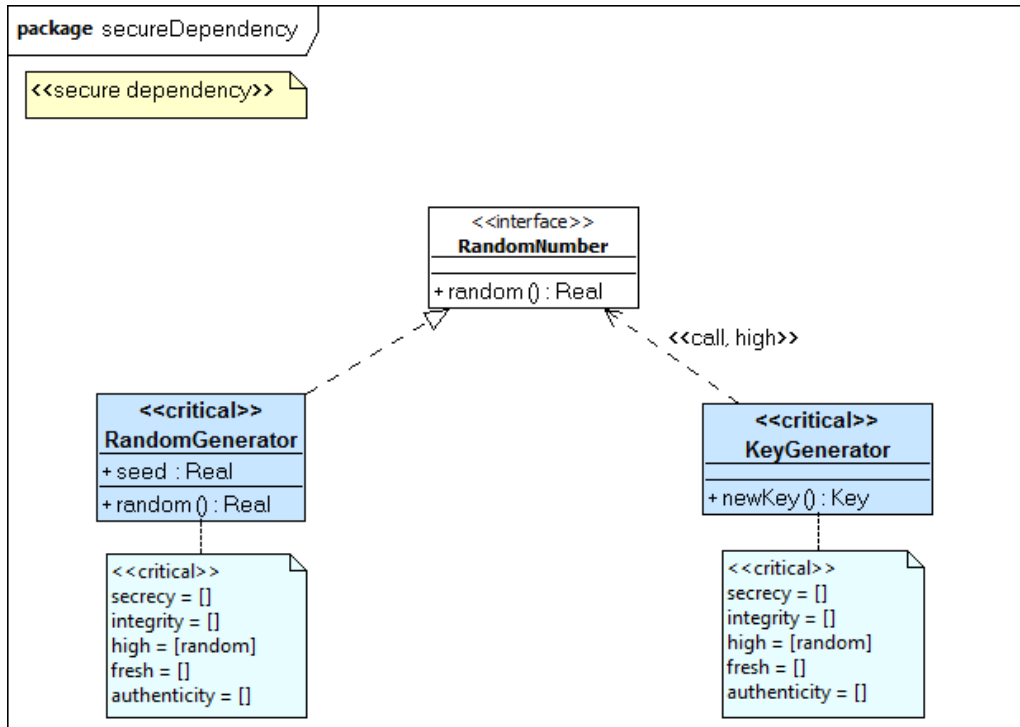 package secureDependency
<<secure dependency>>
<<interface>>
RandomNumber
+ random () : Real
<<call, high>>
<<critical>>
RandomGenerator
+ seed : Real
+ random () : Real
<<critical>>
KeyGenerator
+ newKey () : Key
<<critical>>
secrecy = []
integrity = []
high = [random]
fresh = []
authenticity = []
<<critical>>
secrecy = []
integrity = []
high = [random]
fresh = []
authenticity = []